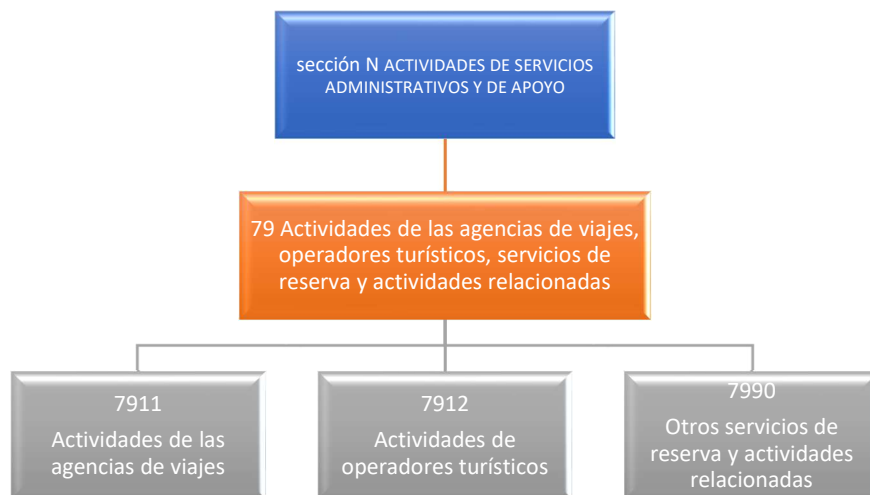 sección N ACTIVIDADES DE SERVICIOS
ADMINISTRATIVOS Y DE APOYO
79 Actividades de las agencias de viajes,
operadores turísticos, servicios de
reserva y actividades relacionadas
7911
Actividades de las
agencias de viajes
7912
Actividades de
operadores turísticos
7990
Otros servicios de
reserva y actividades
relacionadas